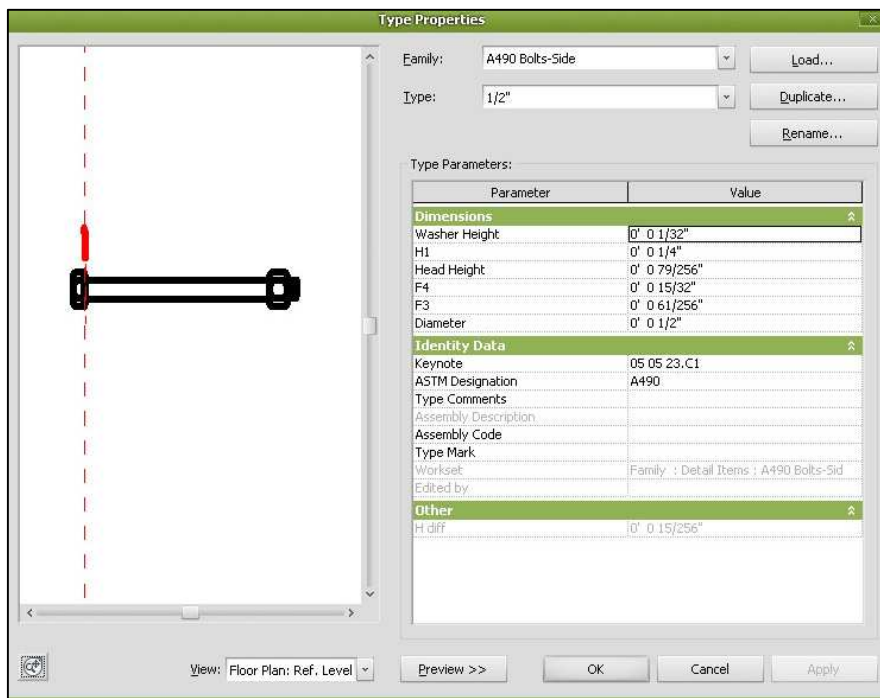 Type Properties
Family: A490 Bolts-Side Load...
Type: 1/2" Duplicate...
Rename...
Type Parameters:
Parameter Value
Dimensions
Washer Height 0' 0 1/32"
H1 0' 0 1/4"
Head Height 0' 0 79/256"
F4 0' 0 15/32"
F3 0' 0 61/256"
Diameter 0' 0 1/2"
Identity Data
Keynote 05 05 23.C1
ASTM Designation A490
Type Comments
Assembly Description
Assembly Code
Type Mark
Workset Family : Detail Items : A490 Bolts-Sid
Edited by
Other
H diff 0' 0 15/256"
View: Floor Plan: Ref. Level Preview >> OK Cancel Apply